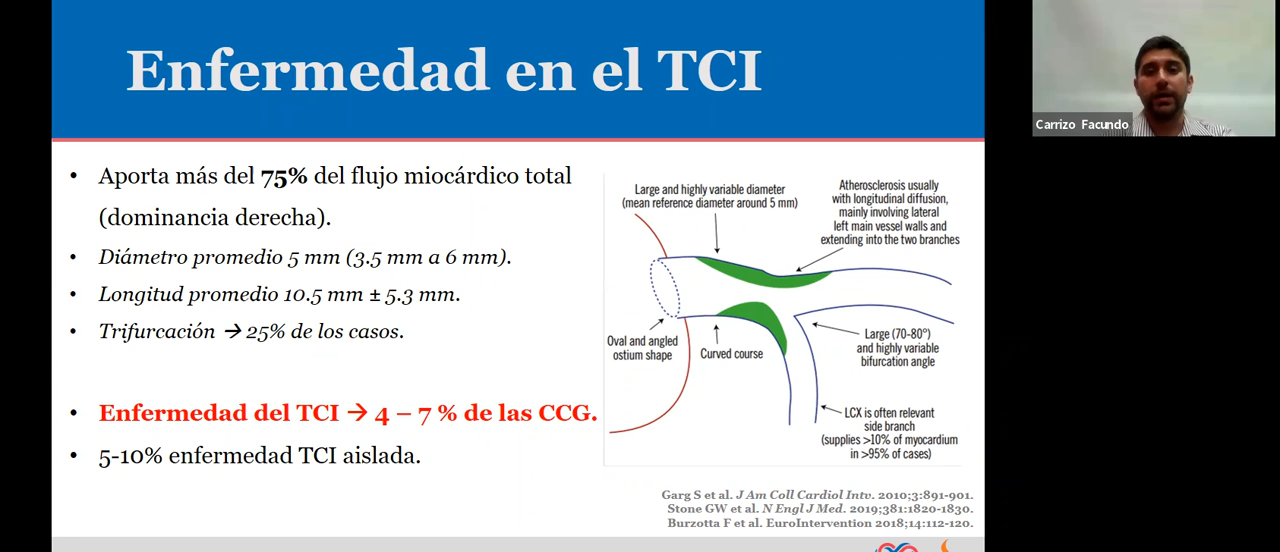 Enfermedad en el TCI
Carrizo Facundo
• Aporta más del 75% del flujo miocárdico total
(dominancia derecha).
• Diámetro promedio 5 mm (3.5 mm a 6 mm).
• Longitud promedio 10.5 mm ± 5.3 mm.
• Trifurcación → 25% de los casos.
• Enfermedad del TCI → 4 – 7 % de las CCG.
• 5-10% enfermedad TCI aislada.
Large and highly variable diameter
(mean reference diameter around 5 mm)
Atherosclerosis usually
with longitudinal diffusion,
mainly involving lateral
left main vessel walls and
extending into the two branches
Oval and angled
ostium shape
Curved course
Large (70-80°)
and highly variable
bifurcation angle
LCX is often relevant
side branch
(supplies >10% of myocardium
in >95% of cases)
Garg S et al. J Am Coll Cardiol Intv. 2010;3:891-901.
Stone GW et al. N Engl J Med. 2019;381:1820-1830.
Burzotta F et al. EuroIntervention 2018;14:112-120.